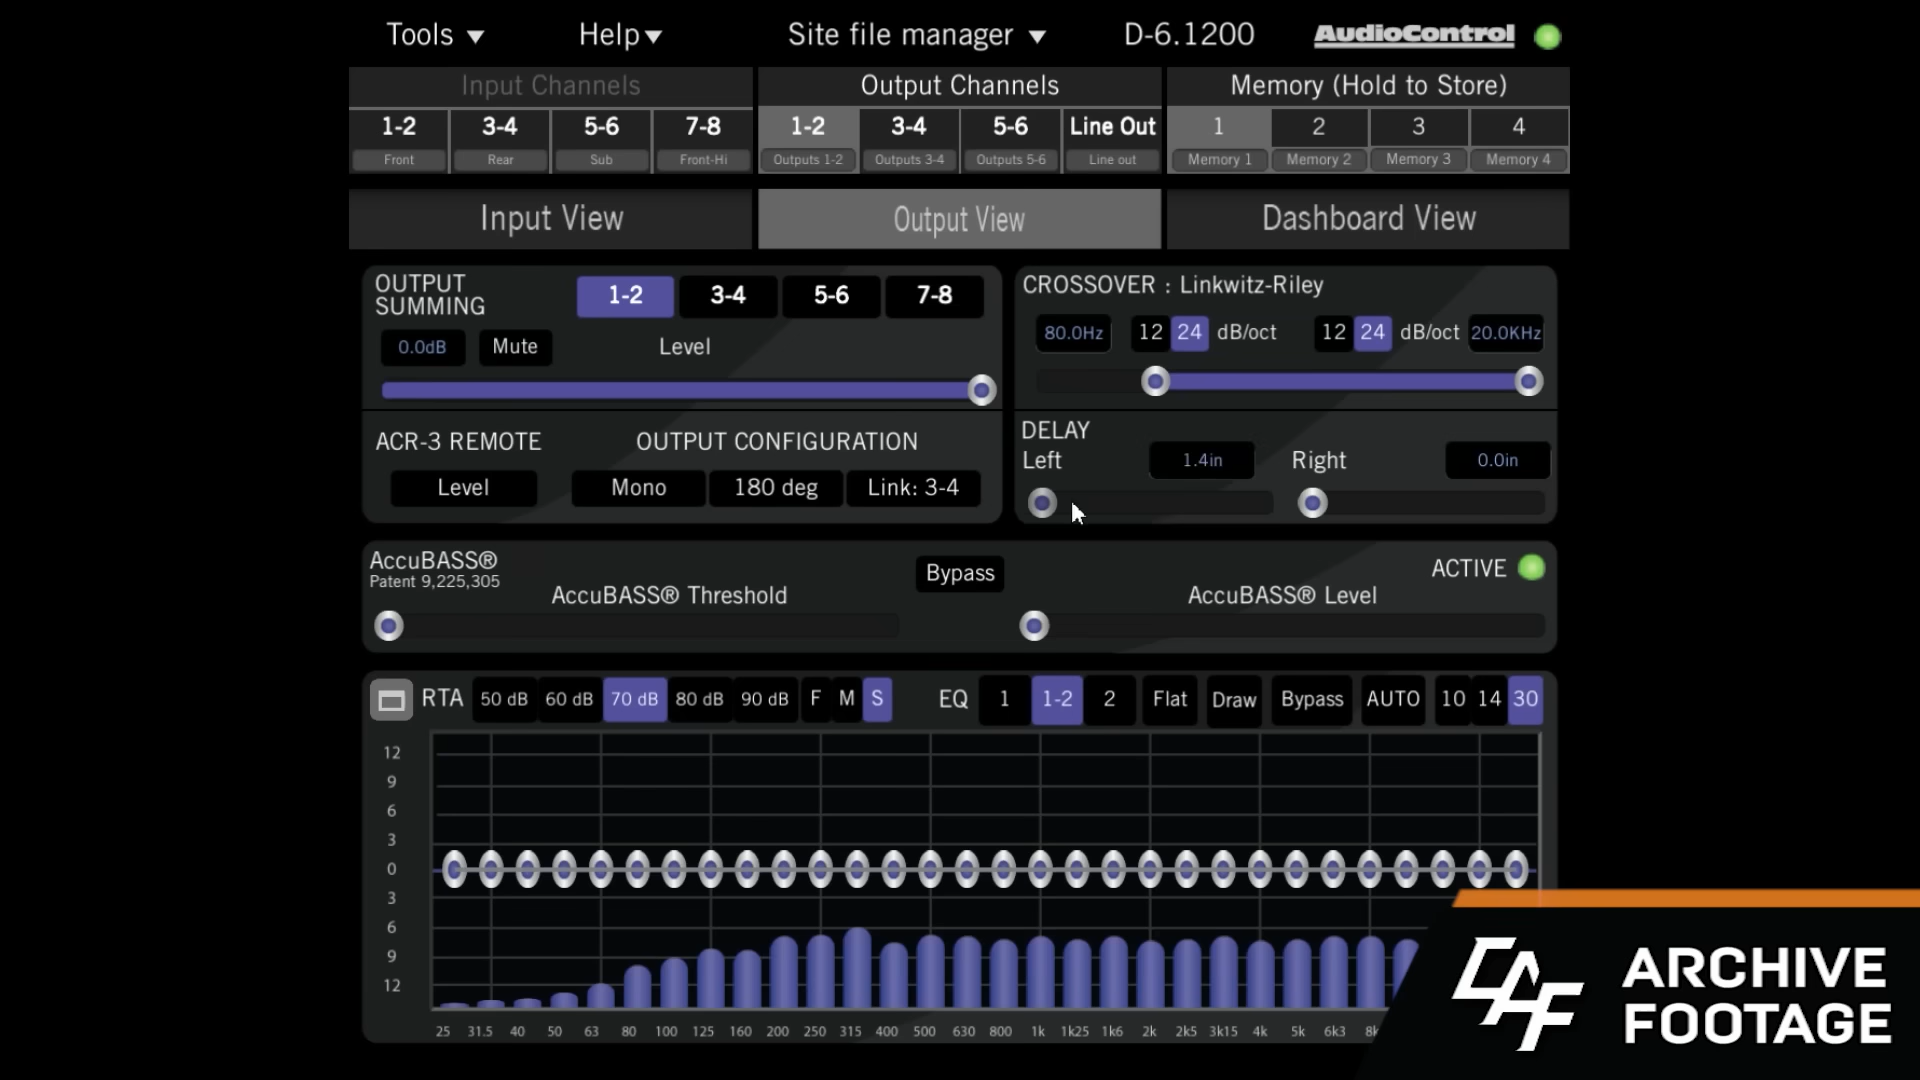 Tools ▼
Help▼
Site file manager ▼
D-6.1200
AudioControl
Input Channels
Output Channels
Memory (Hold to Store)
1-2 3-4 5-6 7-8
Front Rear Sub Front-Hi
1-2 3-4 5-6 Line Out
Outputs 1-2 Outputs 3-4 Outputs 5-6 Line out
1 2 3 4
Memory 1 Memory 2 Memory 3 Memory 4
Input View
Output View
Dashboard View
OUTPUT
SUMMING
1-2 3-4 5-6 7-8
0.0dB Mute Level
ACR-3 REMOTE
Level
OUTPUT CONFIGURATION
Mono 180 deg Link: 3-4
CROSSOVER : Linkwitz-Riley
80.0Hz 12 24 dB/oct 12 24 dB/oct 20.0KHz
DELAY
Left 1.4in Right 0.0in
AccuBASS®
Patent 9,225,305
AccuBASS® Threshold
Bypass
AccuBASS® Level
ACTIVE
RTA 50 dB 60 dB 70 dB 80 dB 90 dB F M S EQ 1 1-2 2 Flat Draw Bypass AUTO 10 14 30
12
9
6
3
0
3
6
9
12
25 31.5 40 50 63 80 100 125 160 200 250 315 400 500 630 800 1k 1k25 1k6 2k 2k5 3k15 4k 5k 6k3 8k
CAF
ARCHIVE
FOOTAGE